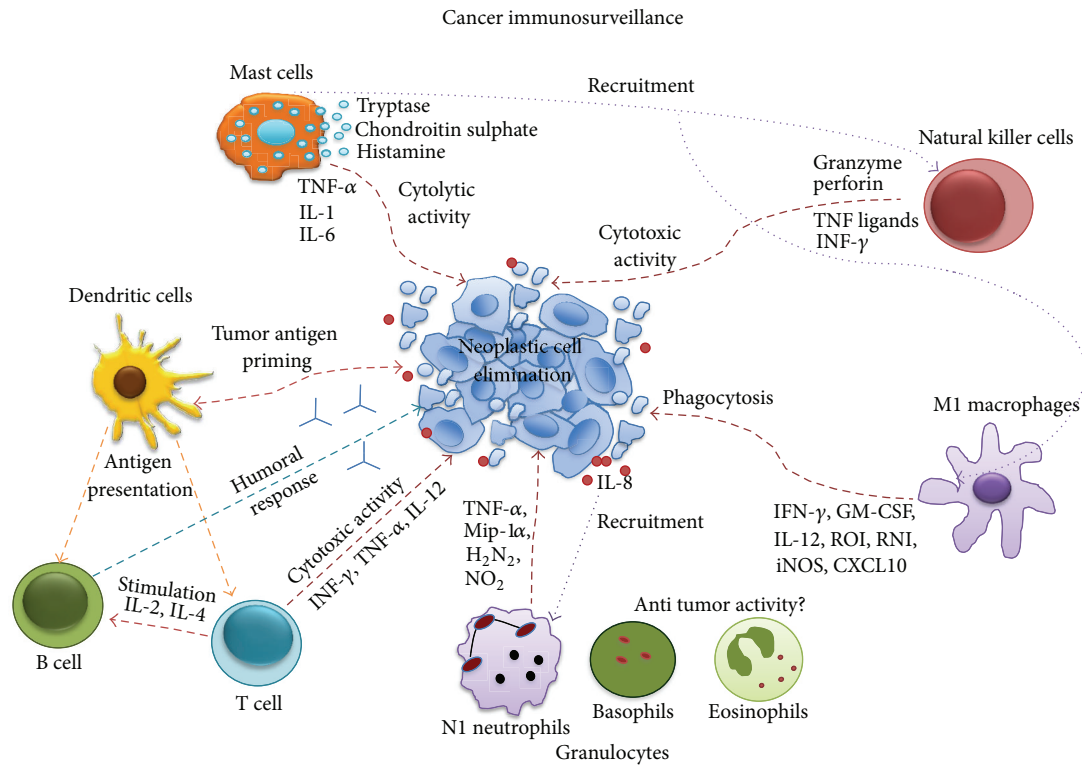 Cancer immunosurveillance
Mast cells
Recruitment
Tryptase
Chondroitin sulphate
Histamine
Natural killer cells
Granzyme
perforin
TNF-α
IL-1
IL-6
Cytolytic
activity
TNF ligands
INF-γ
Cytotoxic
activity
Dendritic cells
Tumor antigen
priming
Neoplastic cell
elimination
Phagocytosis
M1 macrophages
Antigen
presentation
Humoral
response
Cytotoxic activity
INF-γ, TNF-α, IL-12
TNF-α,
Mip-1α,
H2N2,
NO2
IL-8
Recruitment
IFN-γ, GM-CSF,
IL-12, ROI, RNI,
iNOS, CXCL10
Stimulation
IL-2, IL-4
Anti tumor activity?
B cell
T cell
N1 neutrophils
Basophils
Eosinophils
Granulocytes